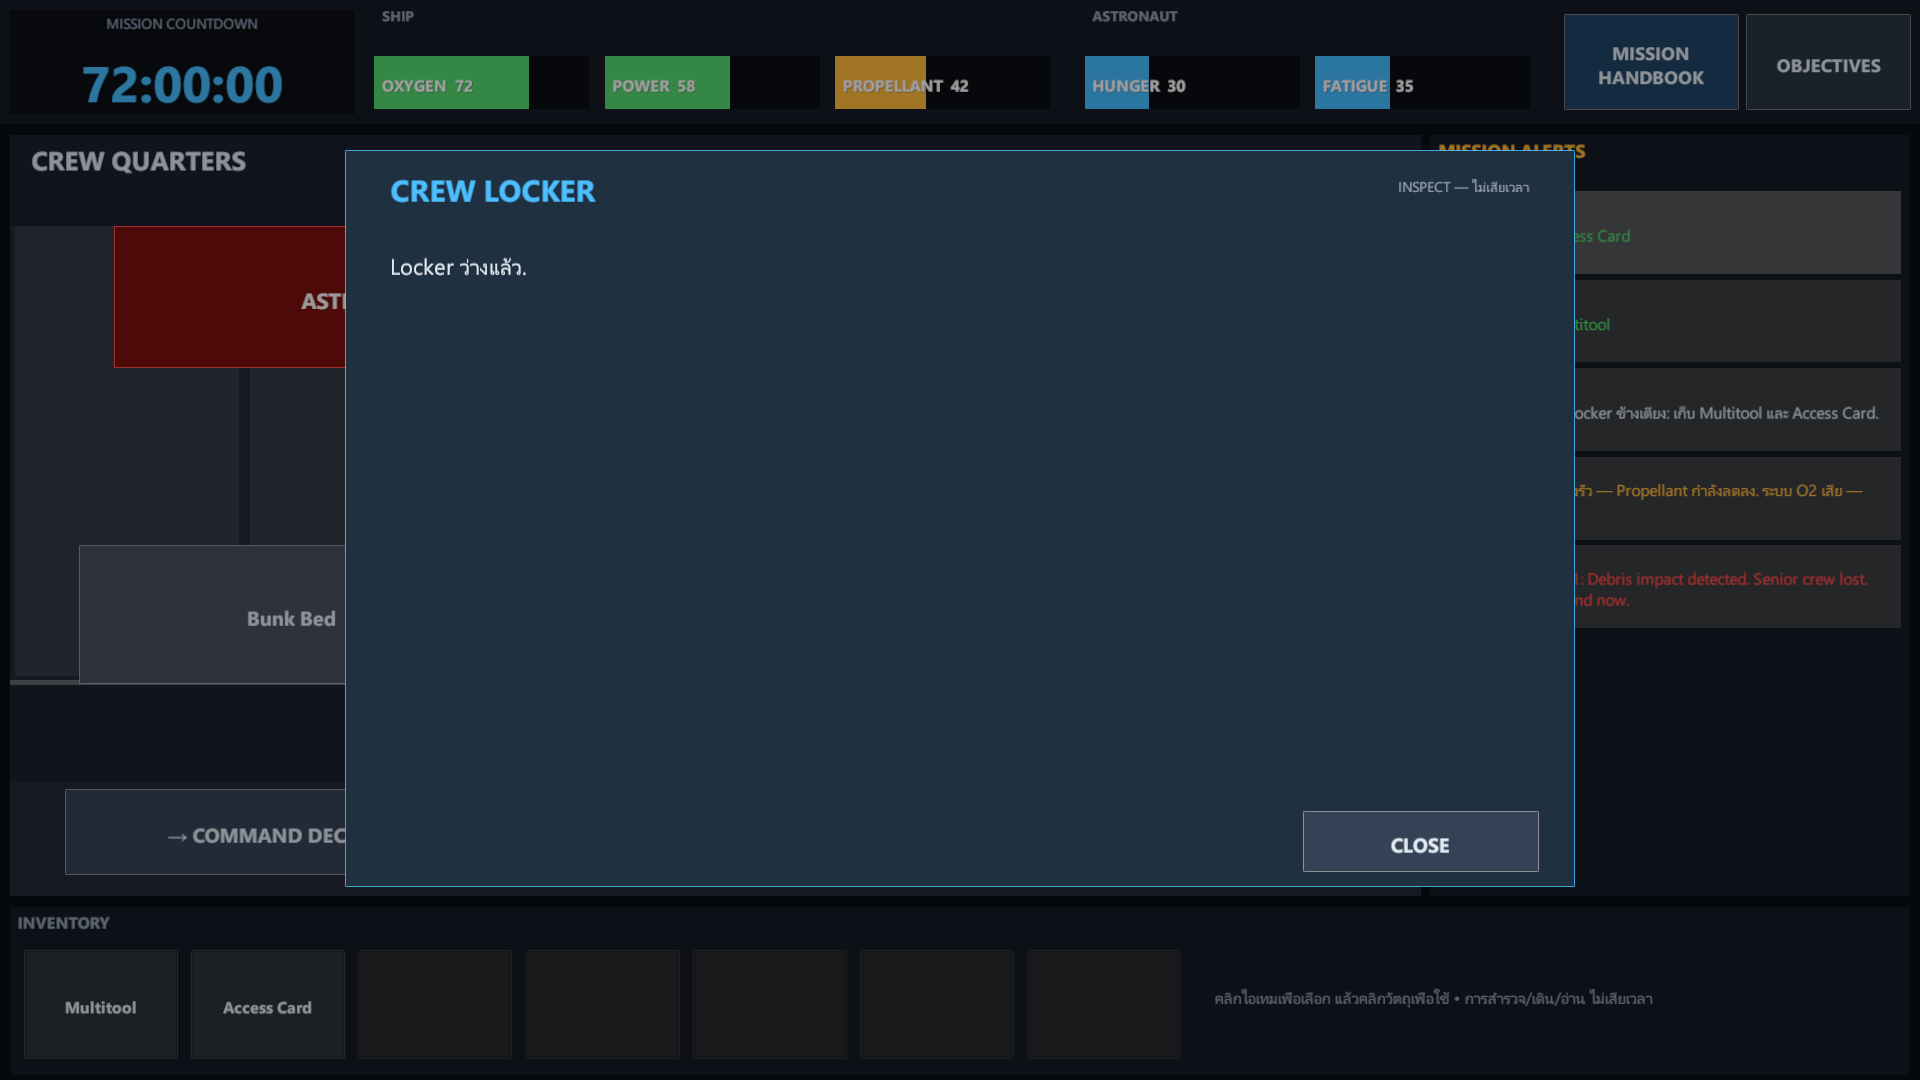 MISSION COUNTDOWN
72:00:00
SHIP
OXYGEN 72
POWER 58
PROPELLANT 42
ASTRONAUT
HUNGER 30
FATIGUE 35
MISSION
HANDBOOK
OBJECTIVES
CREW QUARTERS
Bunk Bed
→ COMMAND DEC
CREW LOCKER
INSPECT — ไม่เสียเวลา
Locker ว่างแล้ว.
CLOSE
MISSION ALERTS
ess Card
titool
ocker ข้างเตียง: เก็บ Multitool และ Access Card.
รั่ว — Propellant กำลังลดลง. ระบบ O2 เสีย —
1: Debris impact detected. Senior crew lost.
nd now.
INVENTORY
Multitool
Access Card
คลิกไอเทมเพื่อเลือก แล้วคลิกวัตถุเพื่อใช้ • การสำรวจ/เดิน/อ่าน ไม่เสียเวลา